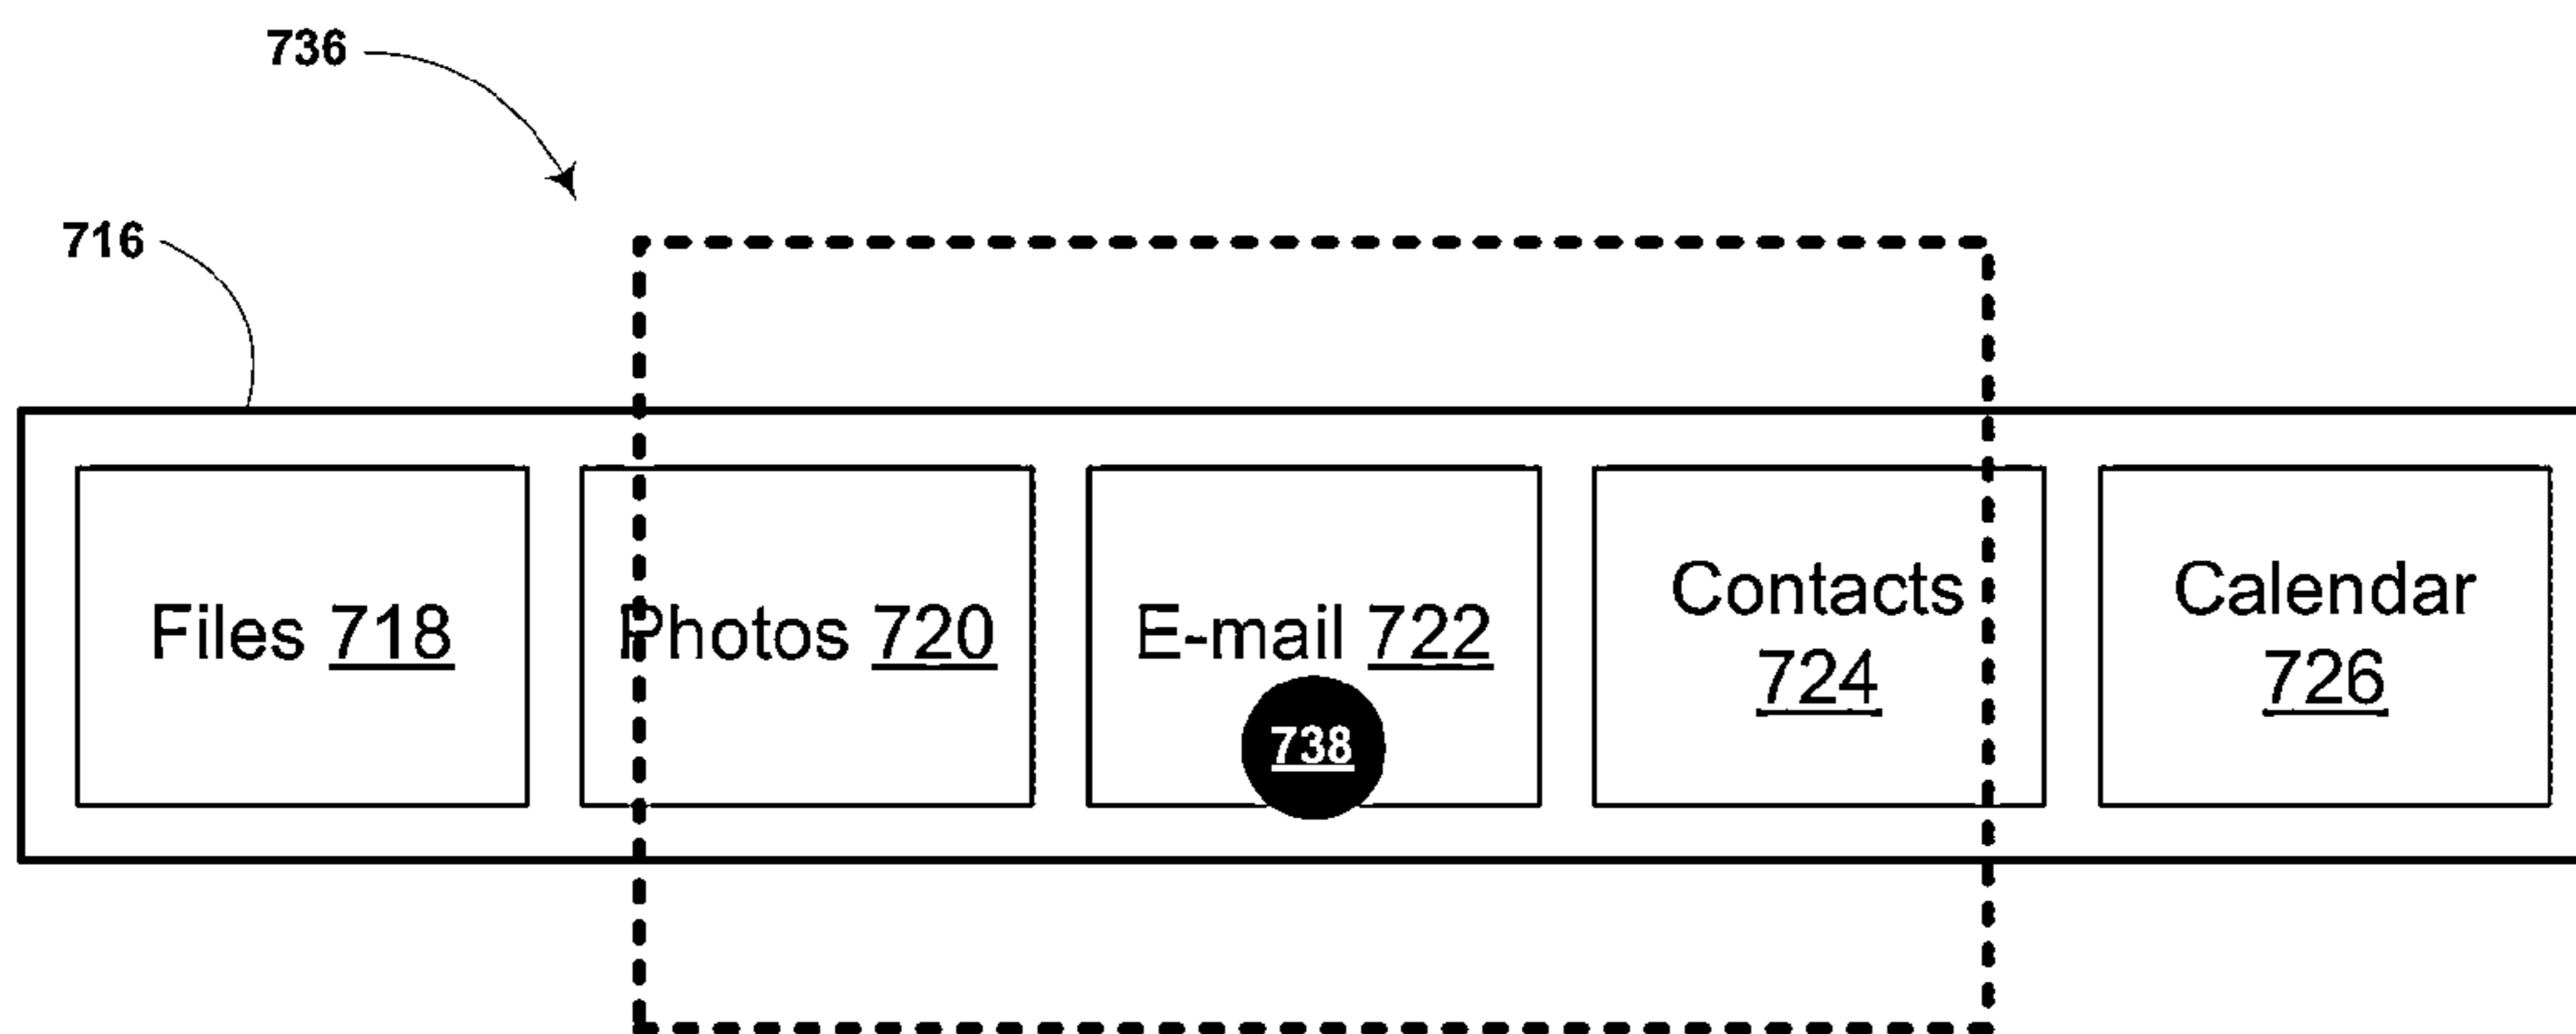 736
716
Files 718
Photos 720
E-mail 722
738
Contacts
724
Calendar
726